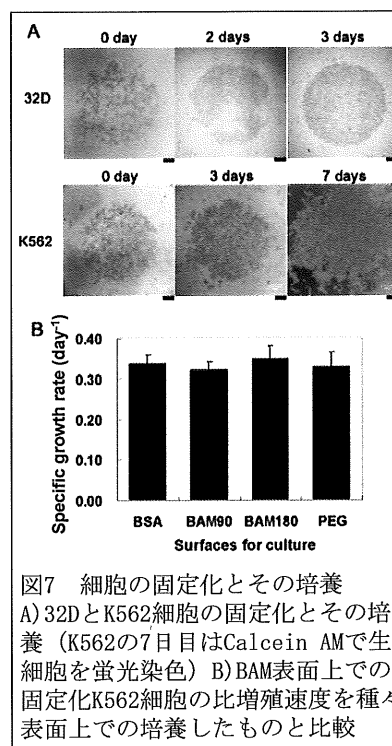 A
0 day
2 days
3 days
32D
0 day
3 days
7 days
K562
B
Specific growth rate (day⁻¹)
0.40
0.30
0.20
0.10
0.00
BSA
BAM90
BAM180
PEG
Surfaces for culture
図7 細胞の固定化とその培養
A)32DとK562細胞の固定化とその培
養（K562の7日目はCalcein AMで生
細胞を蛍光染色）B)BAM表面上での
固定化K562細胞の比増殖速度を種々
表面上での培養したものと比較